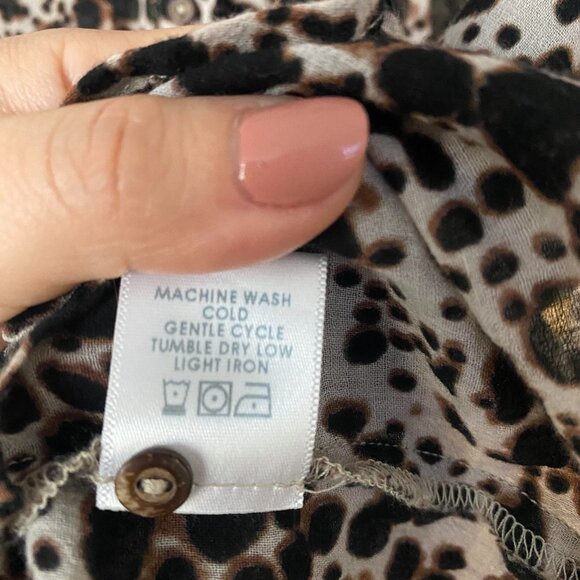 MACHINE WASH
COLD
GENTLE CYCLE
TUMBLE DRY LOW
LIGHT IRON